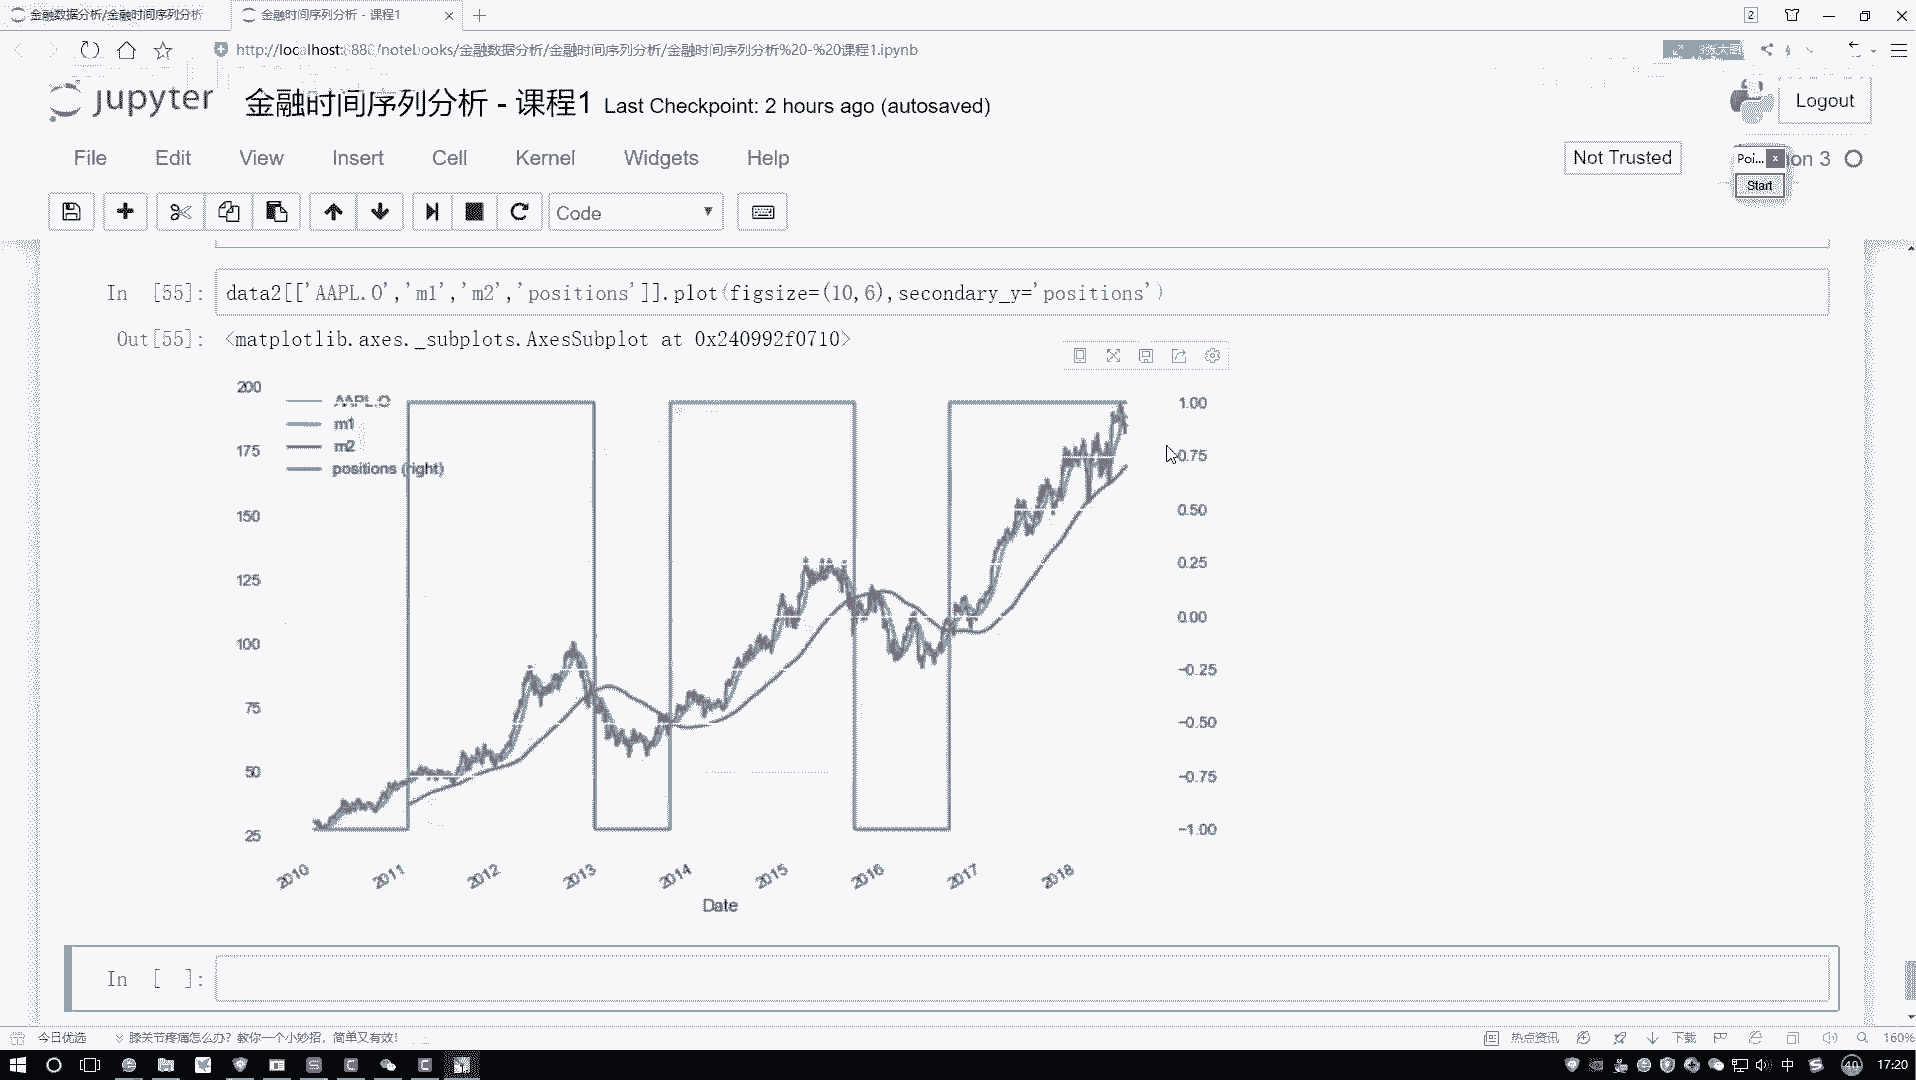 金融数据分析/金融时间序列分析
金融时间序列分析 - 课程1
2
http://localhost:888/notebooks/金融数据分析/金融时间序列分析/金融时间序列分析%20-%20课程1.ipynb
3张大图
jupyter
金融时间序列分析 - 课程1 Last Checkpoint: 2 hours ago (autosaved)
Logout
File Edit View Insert Cell Kernel Widgets Help
Not Trusted
Poi...
on 3
Start
Code
In [55]: data2[['AAPL.O','m1','m2','positions']].plot(figsize=(10,6),secondary_y='positions')
Out[55]: <matplotlib.axes._subplots.AxesSubplot at 0x240992f0710>
200
175
150
125
100
75
50
25
AAPL.O
m1
m2
positions (right)
1.00
0.75
0.50
0.25
0.00
−0.25
−0.50
−0.75
−1.00
2010 2011 2012 2013 2014 2015 2016 2017 2018
Date
In [ ]:
今日优选
膝关节疼痛怎么办？教你一个小妙招，简单又有效！
热点资讯
下载
160%
中
40
17:20